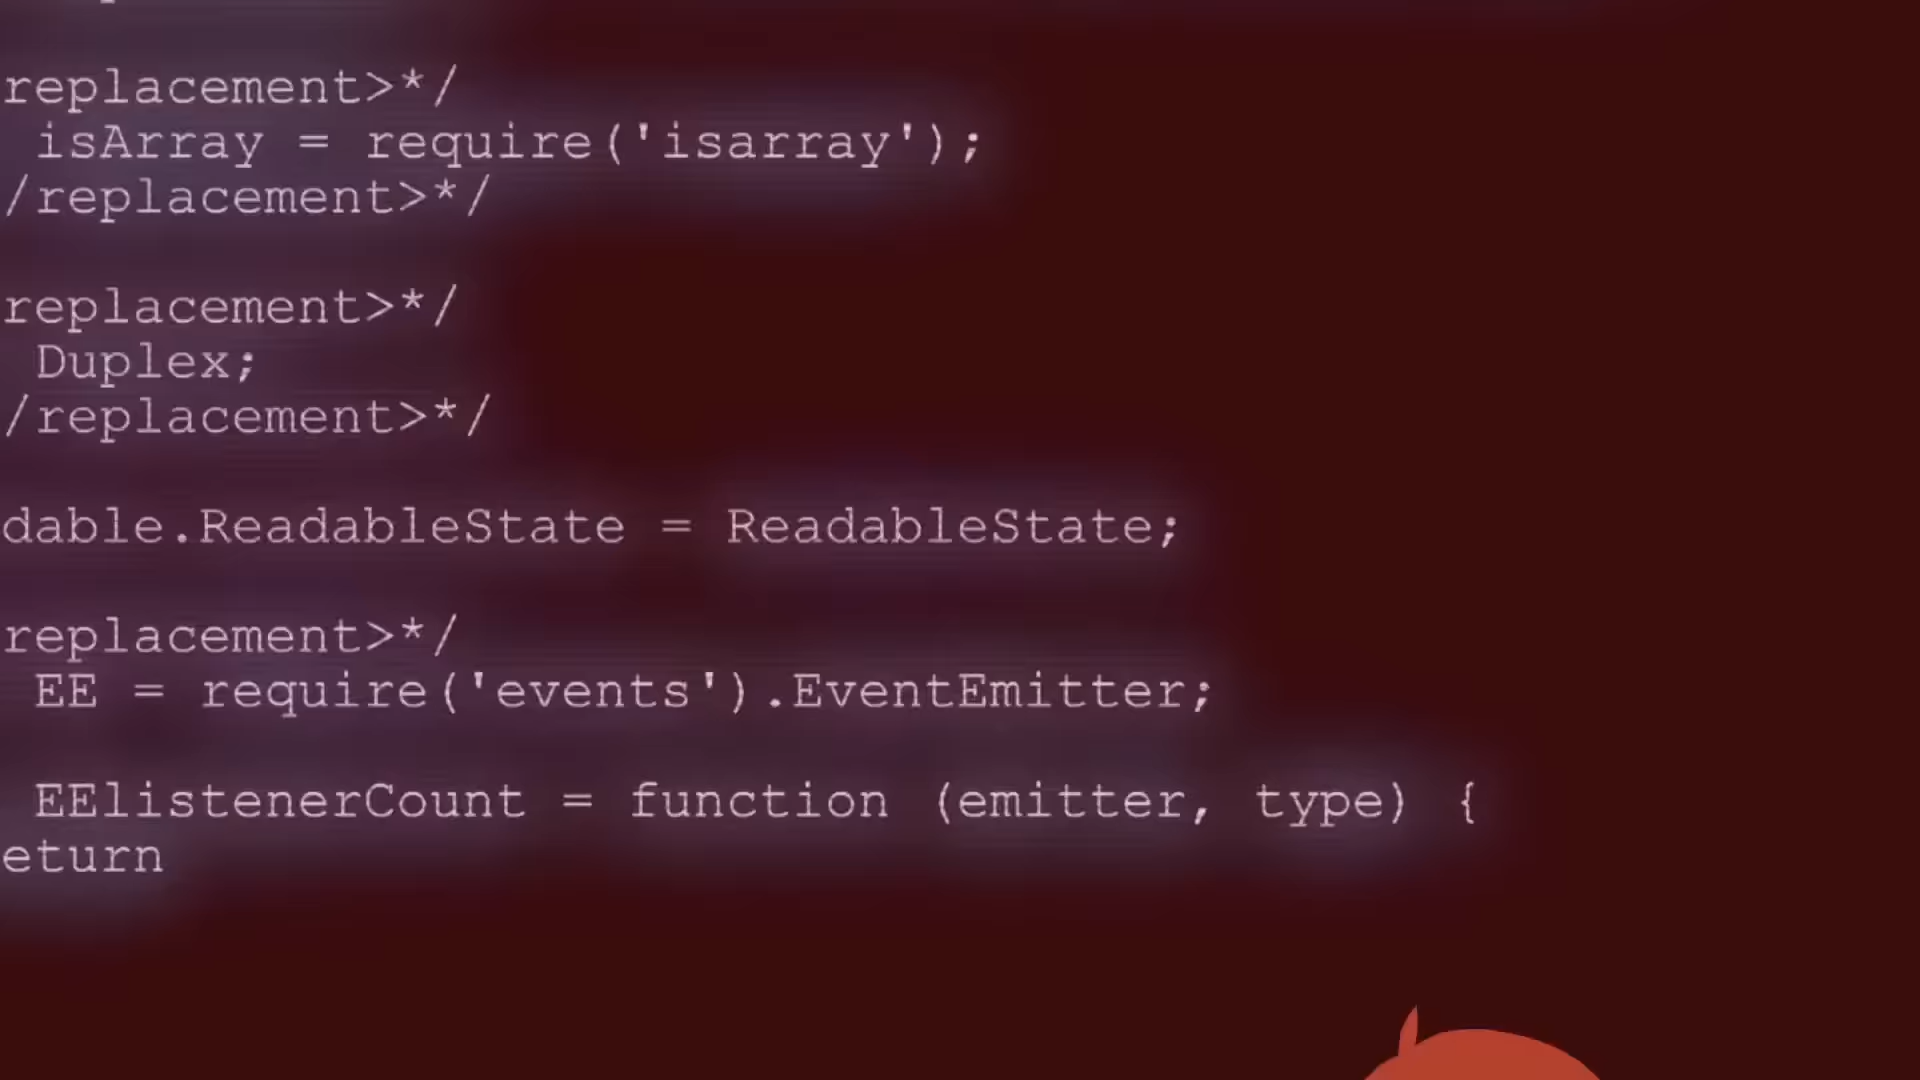 replacement>*/
isArray = require('isarray');
/replacement>*/
replacement>*/
Duplex;
/replacement>*/
dable.ReadableState = ReadableState;
replacement>*/
EE = require('events').EventEmitter;
EElistenerCount = function (emitter, type) {
eturn